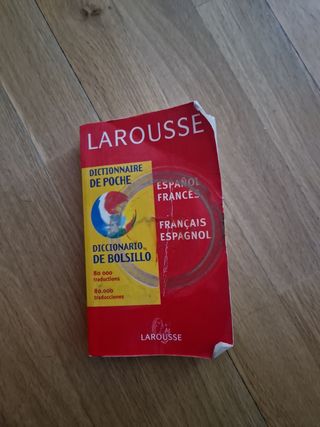 LAROUSSE
DICTIONNAIRE
DE POCHE
ESPAÑOL
FRANCÉS
FRANÇAIS
ESPAGNOL
DICCIONARIO
DE BOLSILLO
80 000
traductions
80.000
traducciones
LAROUSSE